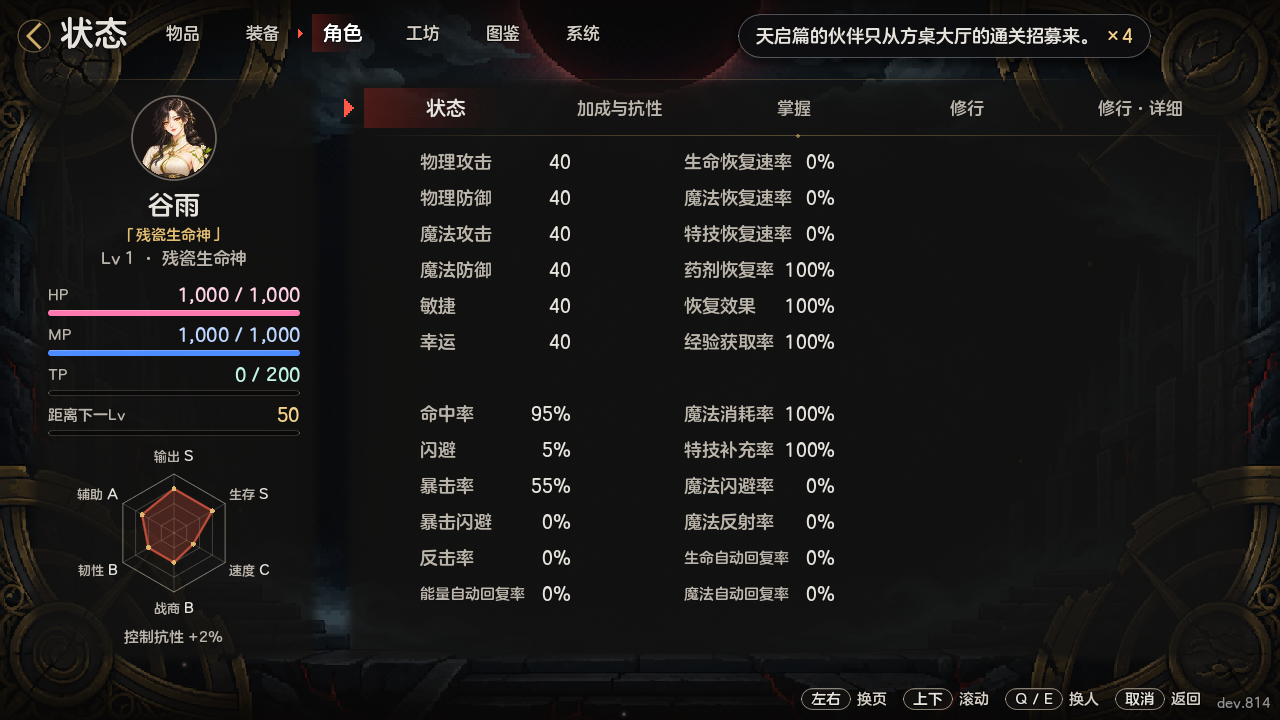 状态 物品 装备 角色 工坊 图鉴 系统
天启篇的伙伴只从方桌大厅的通关招募来。 ×4
状态 加成与抗性 掌握 修行 修行·详细
谷雨
「残瓷生命神」
Lv 1 · 残瓷生命神
HP 1,000 / 1,000
MP 1,000 / 1,000
TP 0 / 200
距离下一Lv 50
输出 S
辅助 A 生存 S
韧性 B 速度 C
战商 B
控制抗性 +2%
物理攻击 40 生命恢复速率 0%
物理防御 40 魔法恢复速率 0%
魔法攻击 40 特技恢复速率 0%
魔法防御 40 药剂恢复率 100%
敏捷 40 恢复效果 100%
幸运 40 经验获取率 100%
命中率 95% 魔法消耗率 100%
闪避 5% 特技补充率 100%
暴击率 55% 魔法闪避率 0%
暴击闪避 0% 魔法反射率 0%
反击率 0% 生命自动回复率 0%
能量自动回复率 0% 魔法自动回复率 0%
左右 换页 上下 滚动 Q / E 换人 取消 返回 dev.814